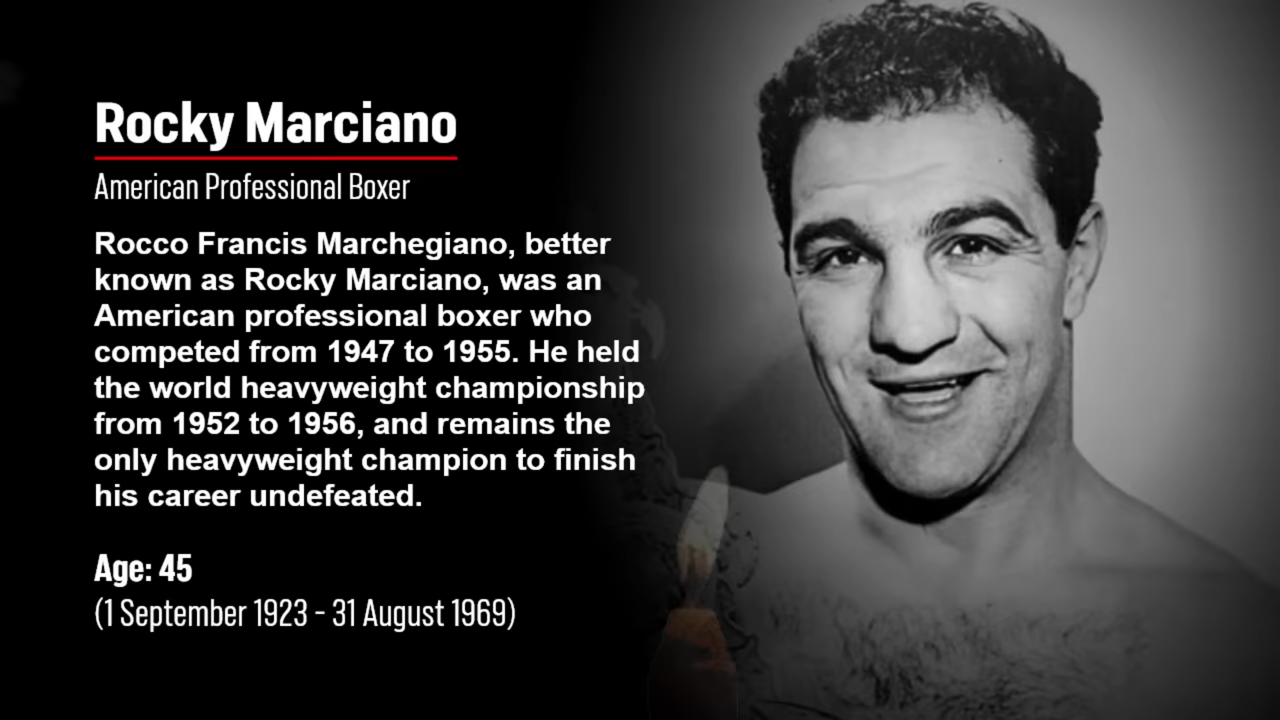 Rocky Marciano
American Professional Boxer
Rocco Francis Marchegiano, better
known as Rocky Marciano, was an
American professional boxer who
competed from 1947 to 1955. He held
the world heavyweight championship
from 1952 to 1956, and remains the
only heavyweight champion to finish
his career undefeated.
Age: 45
(1 September 1923 - 31 August 1969)